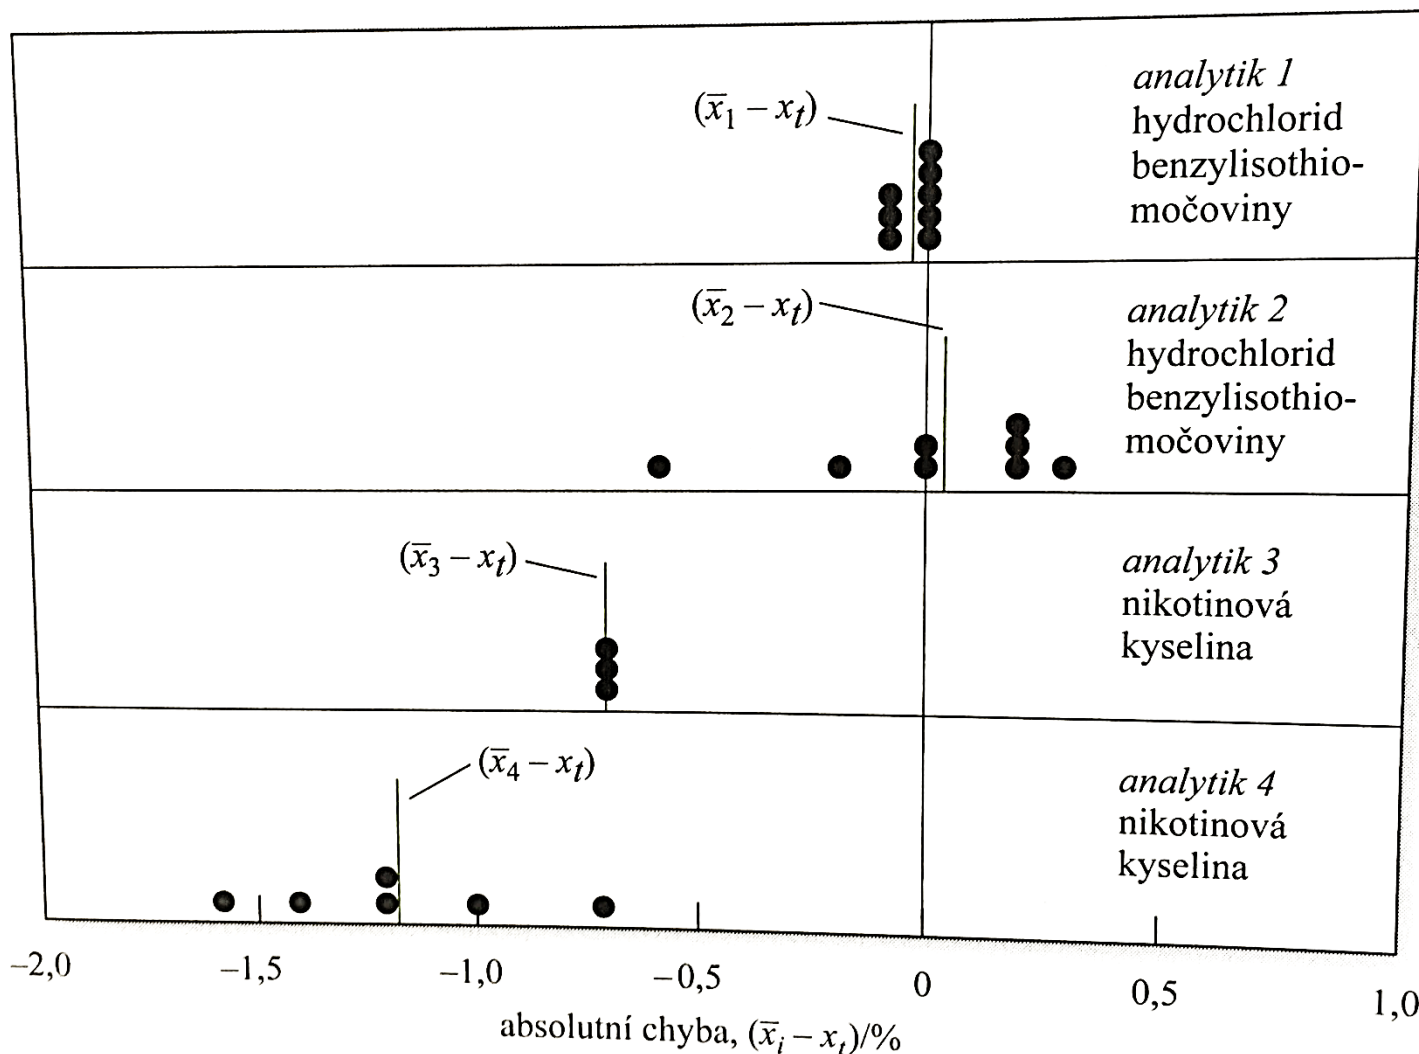 (x̅₁ – xₜ)
analytik 1
hydrochlorid
benzylisothio-
močoviny
(x̅₂ – xₜ)
analytik 2
hydrochlorid
benzylisothio-
močoviny
(x̅₃ – xₜ)
analytik 3
nikotinová
kyselina
(x̅₄ – xₜ)
analytik 4
nikotinová
kyselina
–2,0 –1,5 –1,0 –0,5 0 0,5 1,0
absolutní chyba, (x̅ᵢ – xₜ)/%